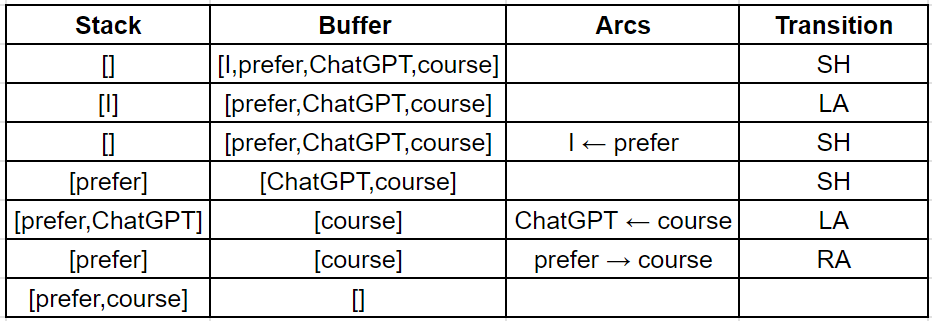 Stack Buffer Arcs Transition
[] [I,prefer,ChatGPT,course] SH
[I] [prefer,ChatGPT,course] LA
[] [prefer,ChatGPT,course] I ← prefer SH
[prefer] [ChatGPT,course] SH
[prefer,ChatGPT] [course] ChatGPT ← course LA
[prefer] [course] prefer → course RA
[prefer,course] []